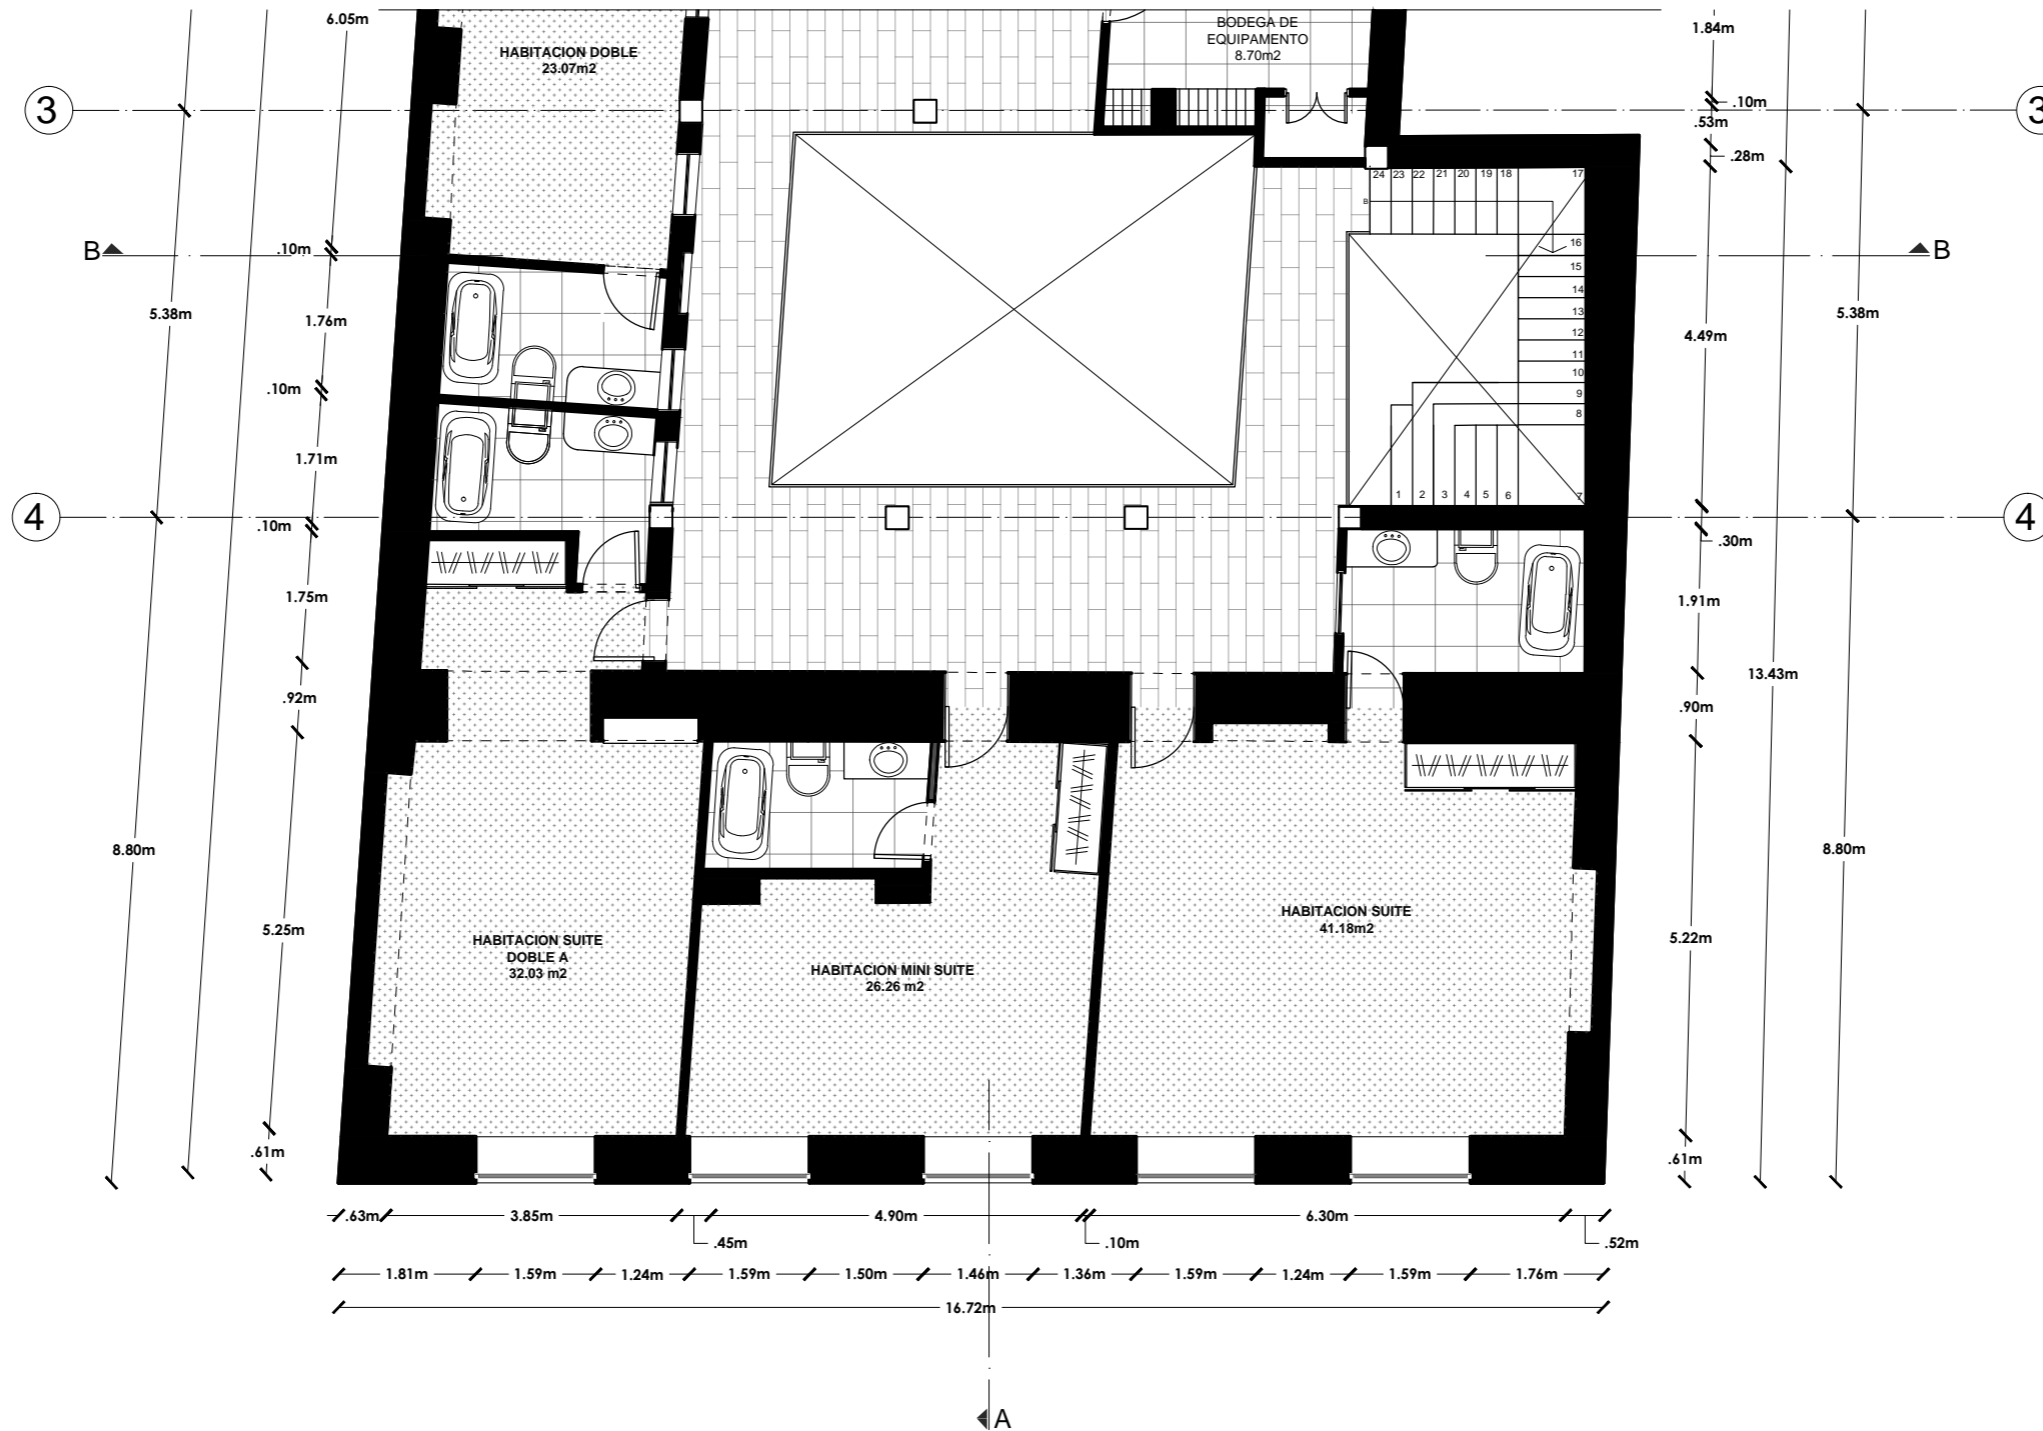 6.05m
HABITACION DOBLE
23.07m2
BODEGA DE
EQUIPAMENTO
8.70m2
1.84m
3
.10m
3
.53m
.28m
24 23 22 21 20 19 18 17
B
B
.10m
16
B
15
14
5.38m
1.76m
13
5.38m
12
4.49m
11
10
.10m
9
8
1.71m
1 2 3 4 5 6 7
4
.10m
4
.30m
1.75m
1.91m
.92m
13.43m
.90m
8.80m
8.80m
5.25m
HABITACION SUITE
DOBLE A
32.03 m2
HABITACION MINI SUITE
26.26 m2
HABITACION SUITE
41.18m2
5.22m
.61m
.61m
.63m 3.85m 4.90m 6.30m
.45m .10m .52m
1.81m 1.59m 1.24m 1.59m 1.50m 1.46m 1.36m 1.59m 1.24m 1.59m 1.76m
16.72m
A